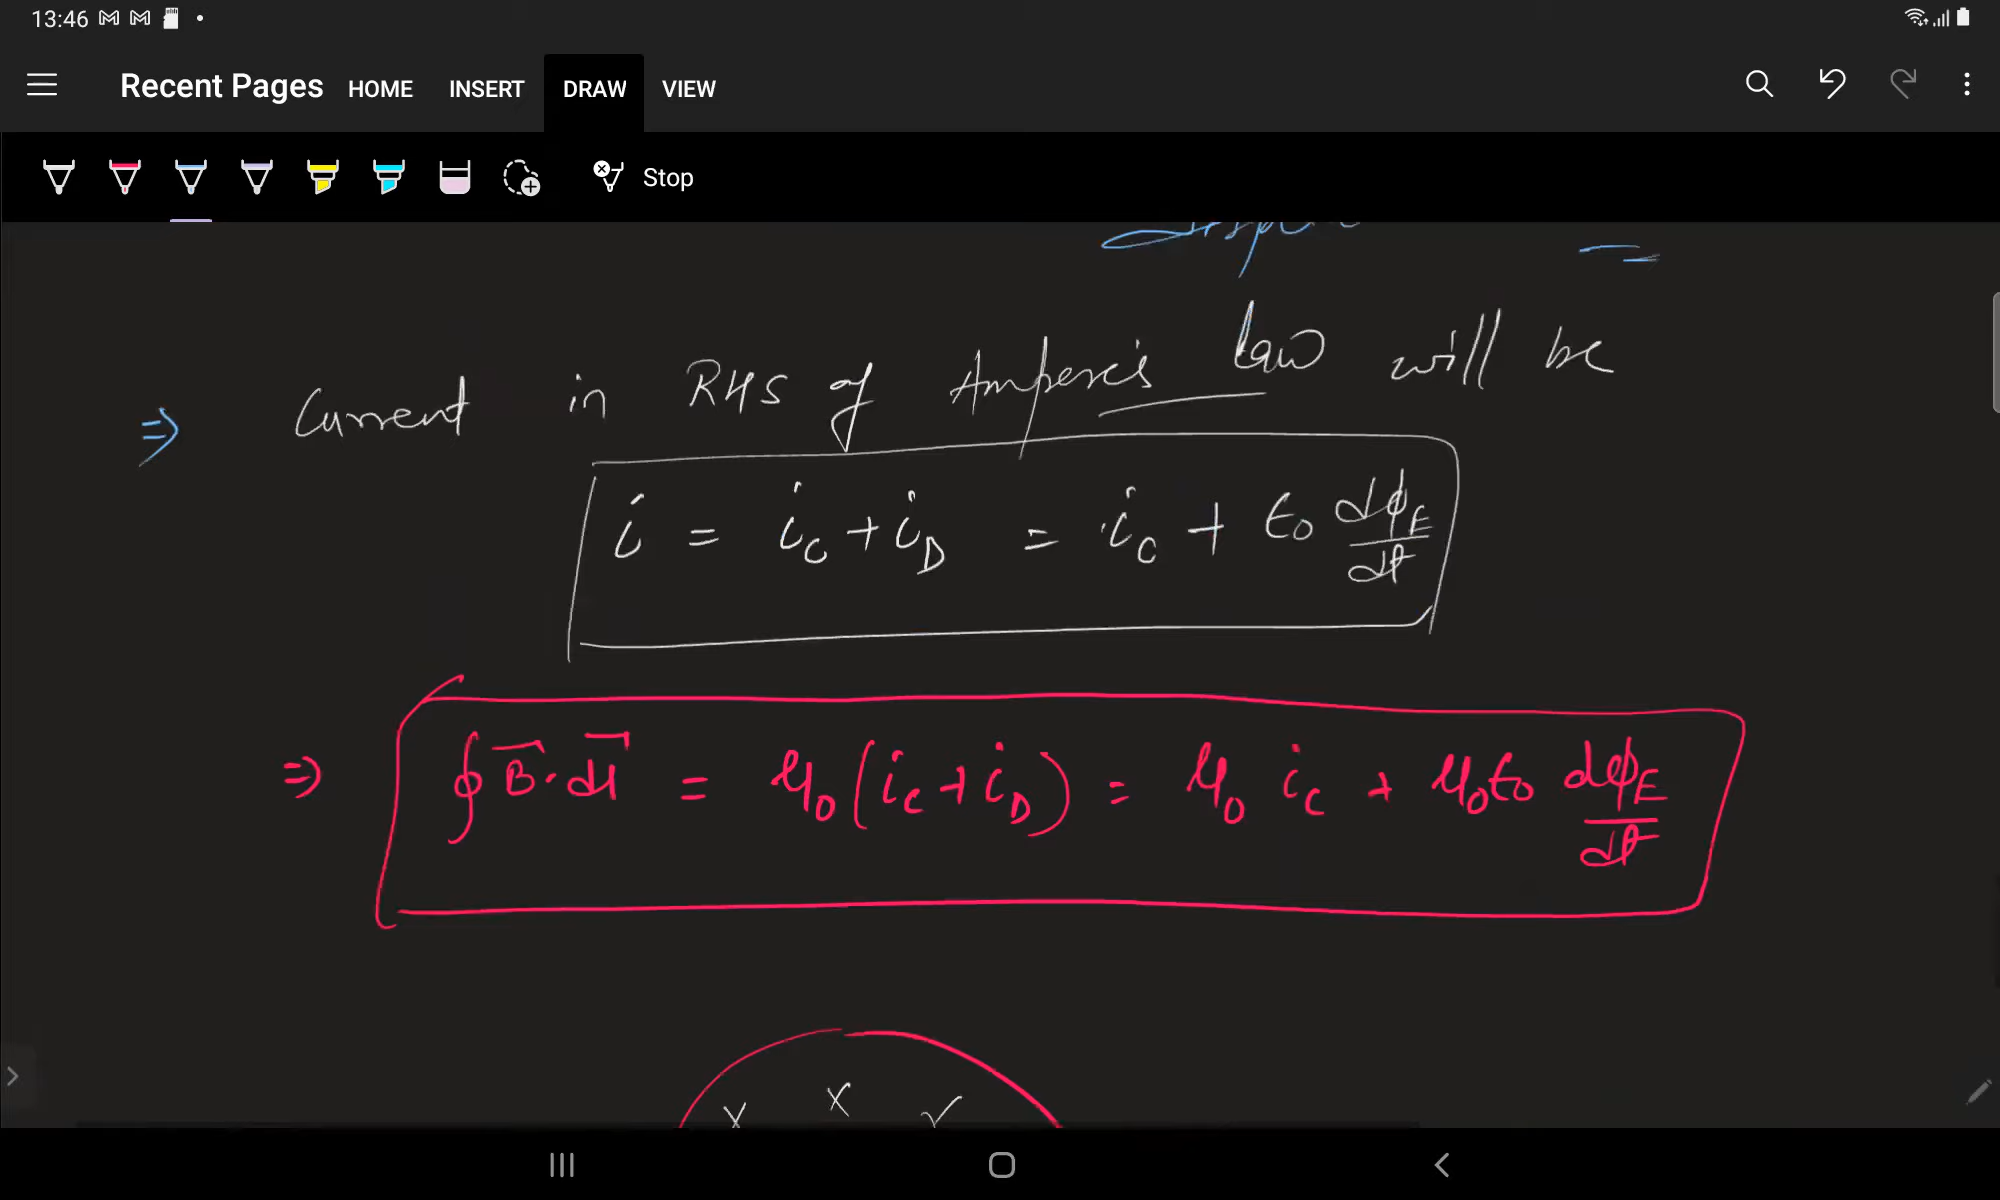 13:46
Recent Pages HOME INSERT DRAW VIEW
Stop
⇒ Current in RHS of Ampere's law will be
i = i_C + i_D = i_C + ε₀ dϕ_E/dt
⇒ ∮ B⃗ · dl⃗ = μ₀ (i_C + i_D) = μ₀ i_C + μ₀ε₀ dϕ_E/dt
x x